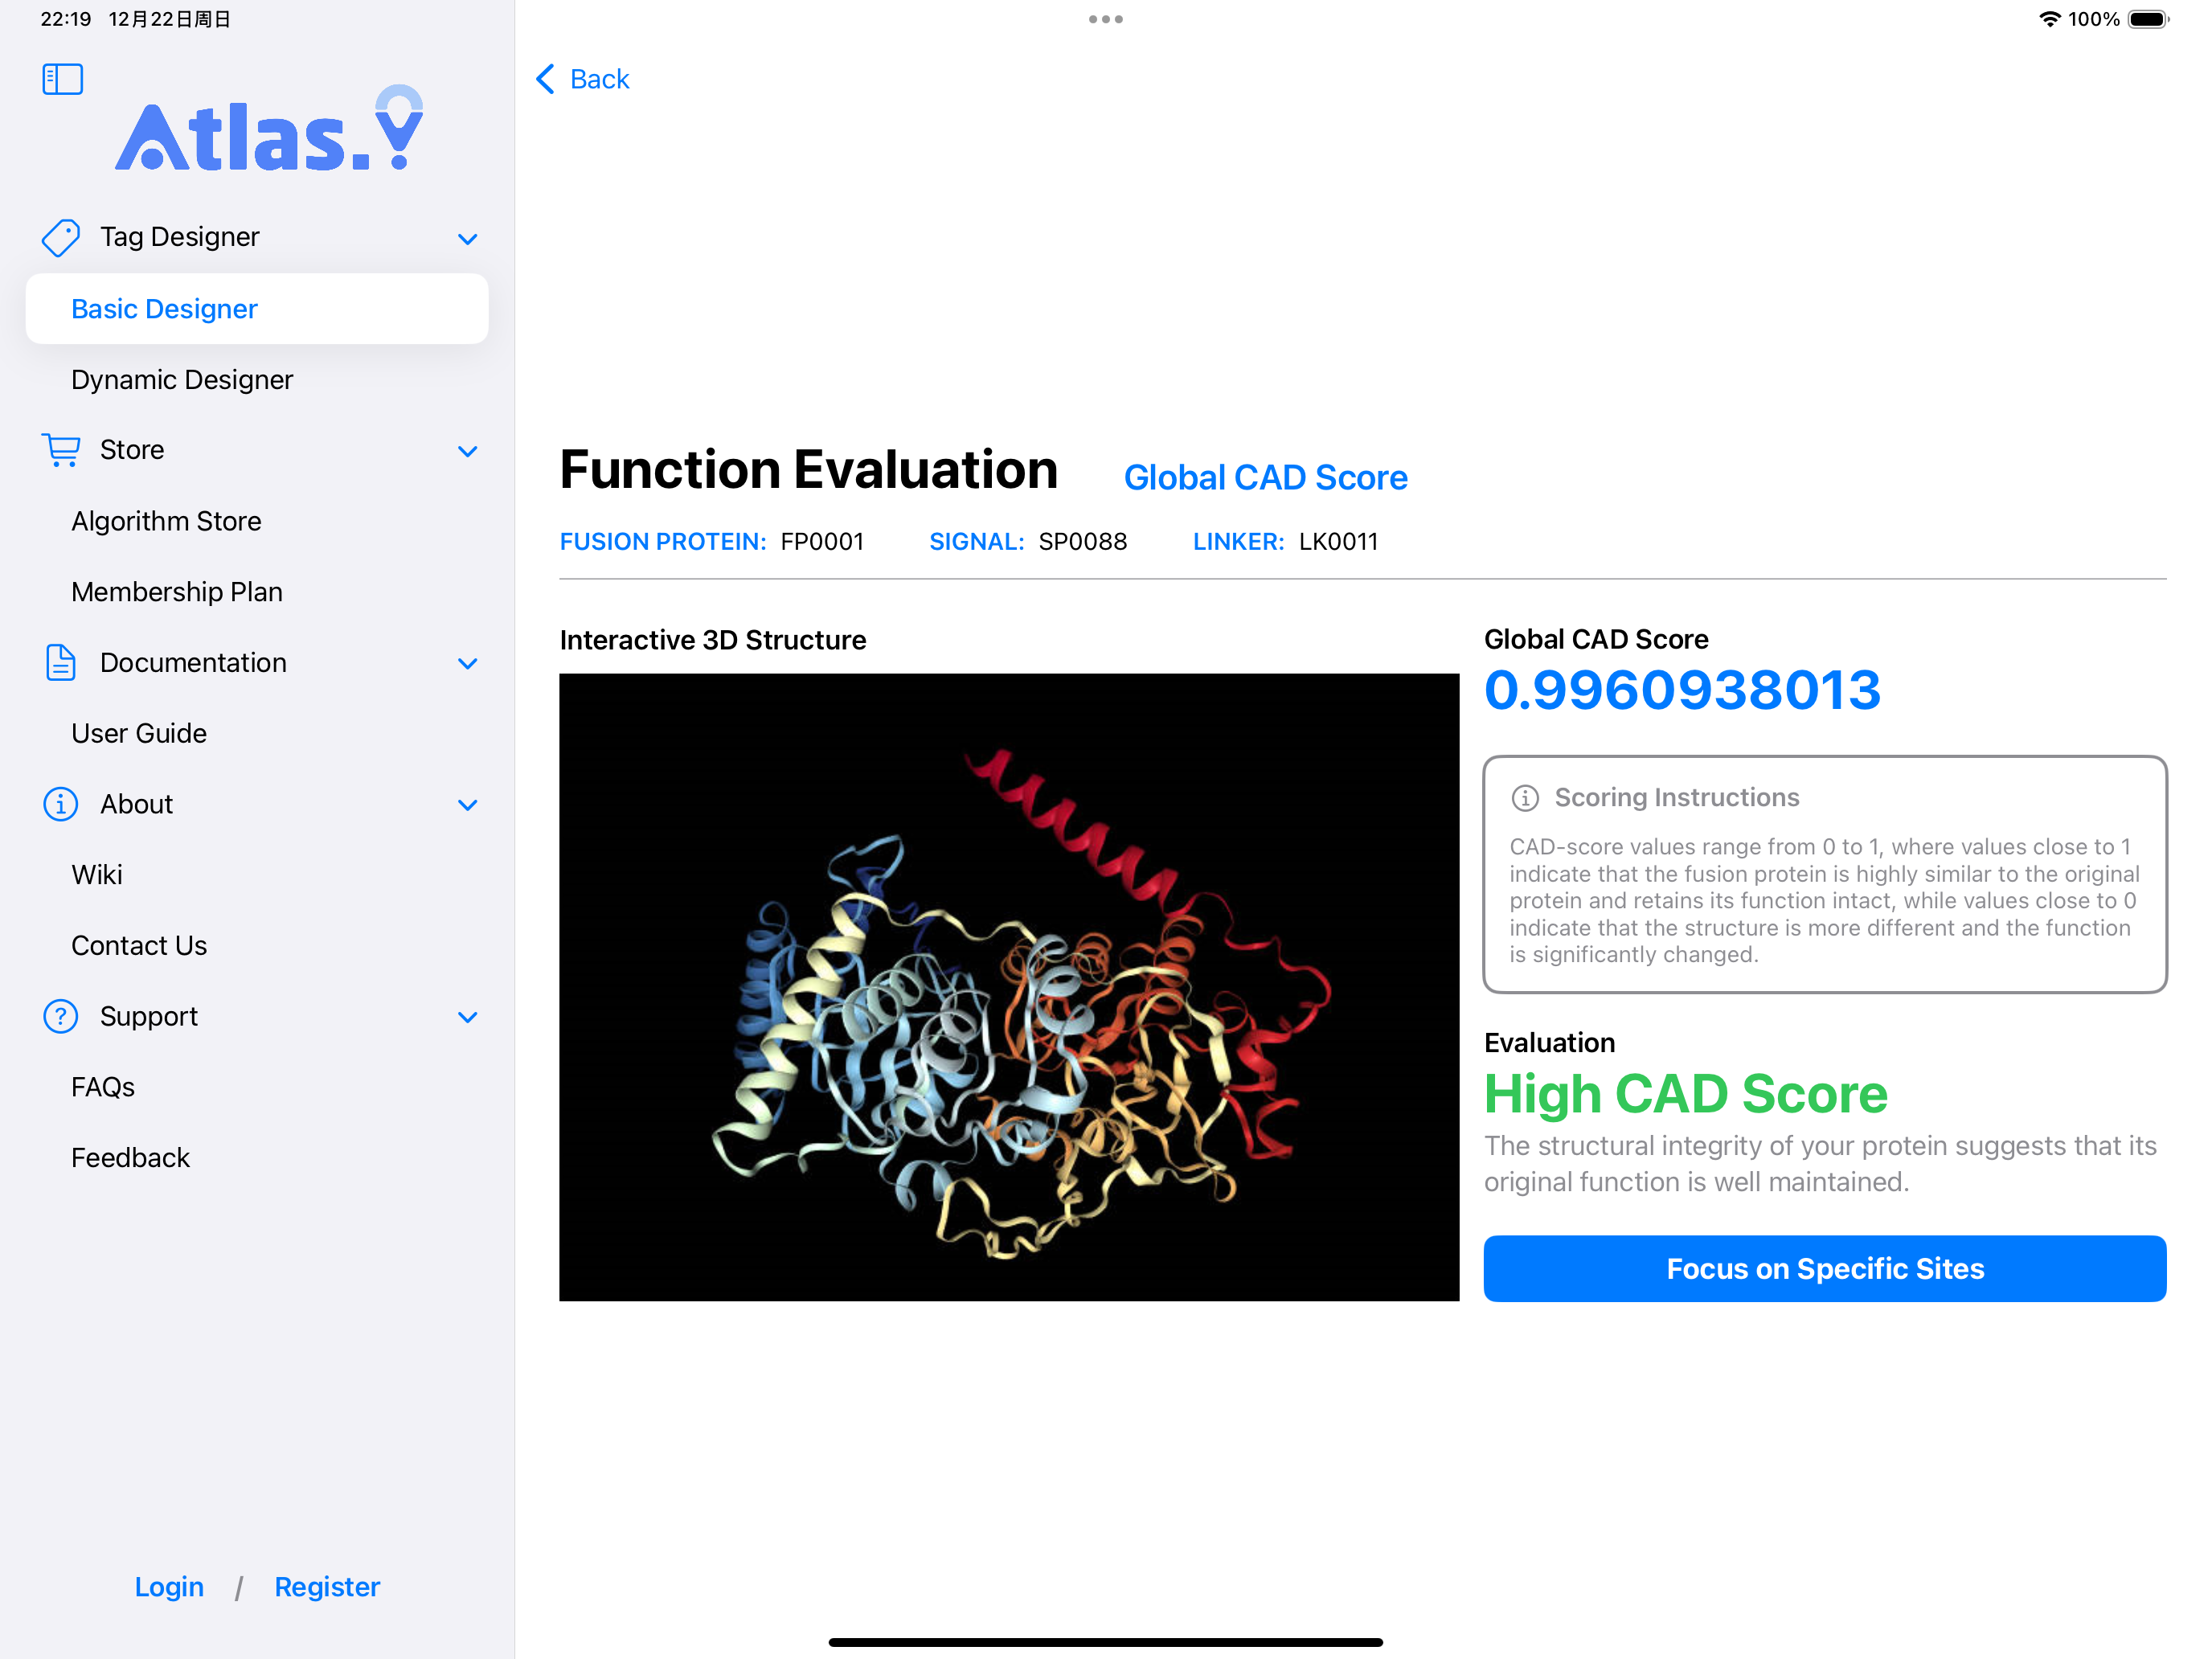 22:19 12月22日周日
100%
Atlas.
Back
Tag Designer
Basic Designer
Dynamic Designer
Store
Algorithm Store
Membership Plan
Documentation
User Guide
About
Wiki
Contact Us
Support
FAQs
Feedback
Login / Register
Function Evaluation Global CAD Score
FUSION PROTEIN: FP0001 SIGNAL: SP0088 LINKER: LK0011
Interactive 3D Structure
Global CAD Score
0.9960938013
Scoring Instructions
CAD-score values range from 0 to 1, where values close to 1
indicate that the fusion protein is highly similar to the original
protein and retains its function intact, while values close to 0
indicate that the structure is more different and the function
is significantly changed.
Evaluation
High CAD Score
The structural integrity of your protein suggests that its
original function is well maintained.
Focus on Specific Sites